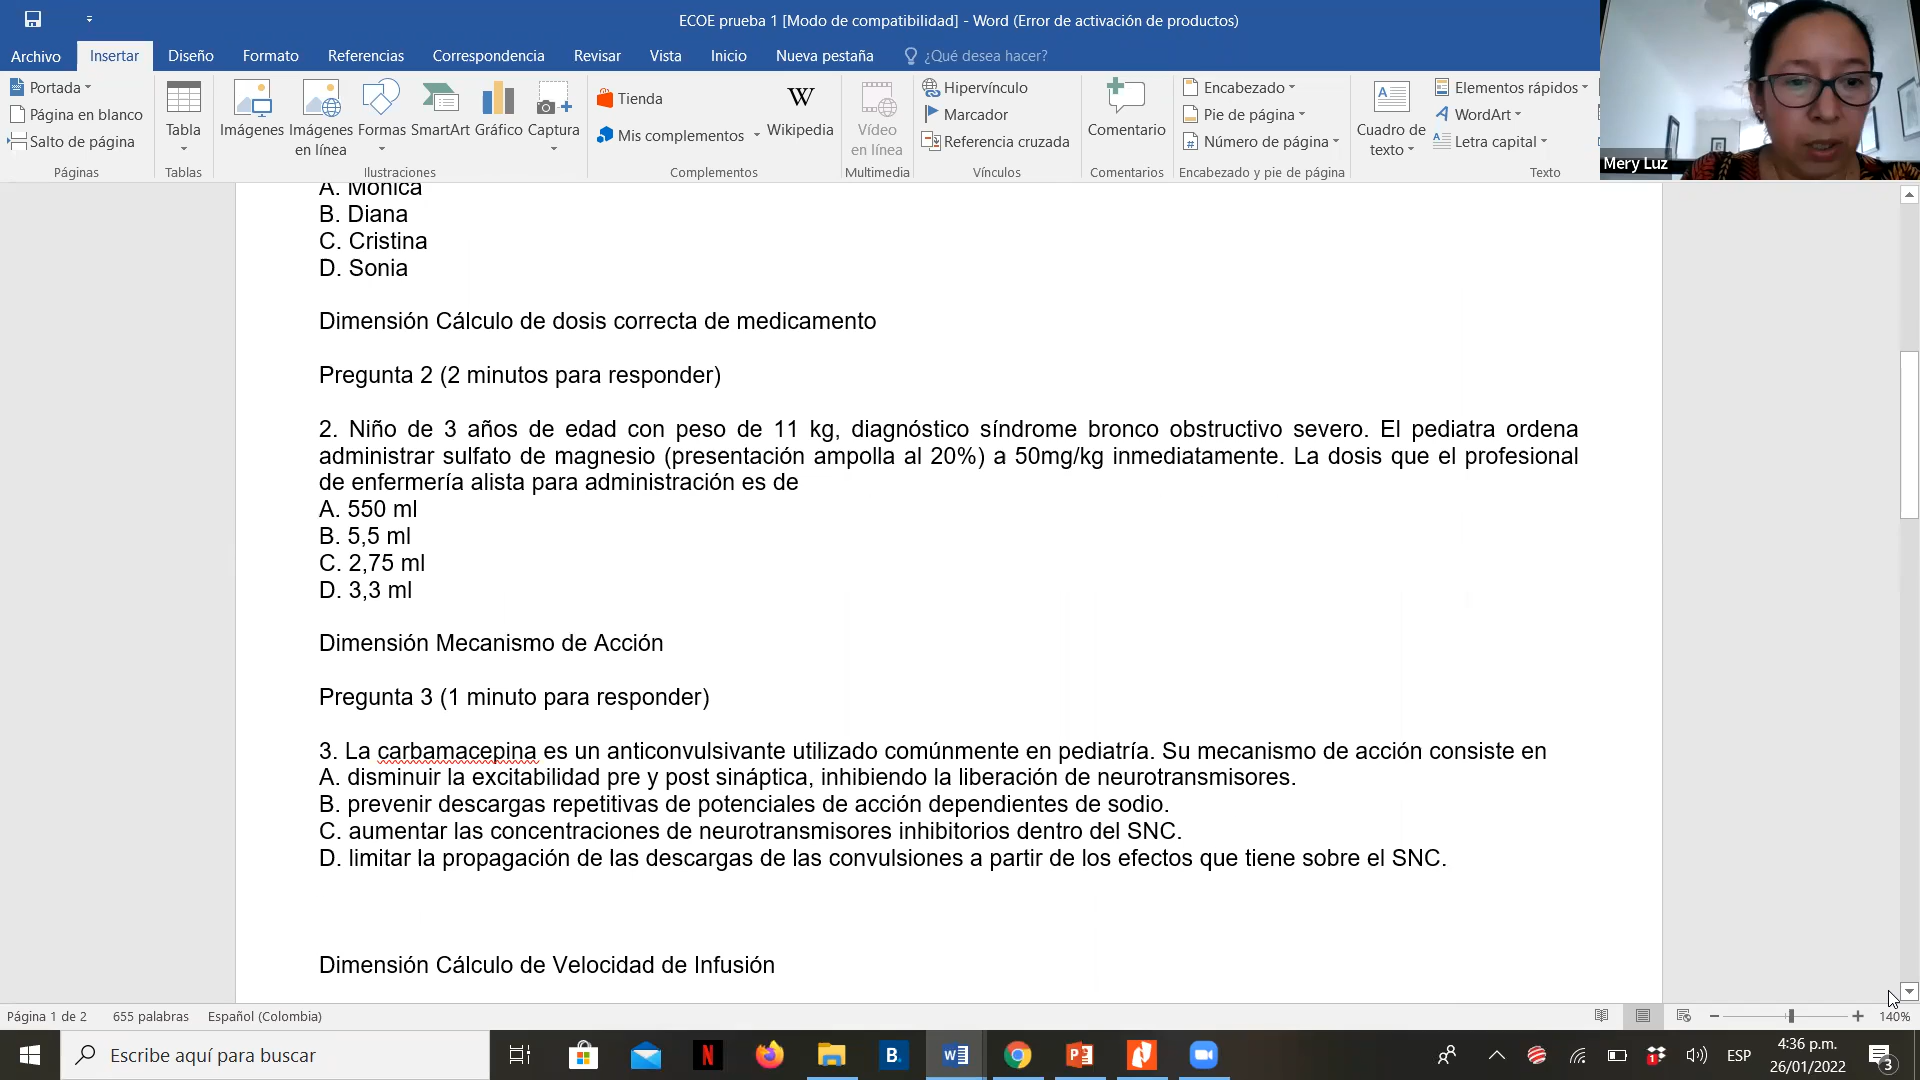 ECOE prueba 1 [Modo de compatibilidad] - Word (Error de activación de productos)
Archivo
Insertar
Diseño
Formato
Referencias
Correspondencia
Revisar
Vista
Inicio
Nueva pestaña
¿Qué desea hacer?
Portada
Página en blanco
Salto de página
Páginas
Tabla
Tablas
Imágenes
Imágenes
en línea
Formas
SmartArt
Gráfico
Captura
Ilustraciones
Tienda
Mis complementos
Wikipedia
Complementos
Vídeo
en línea
Multimedia
Hipervínculo
Marcador
Referencia cruzada
Vínculos
Comentario
Comentarios
Encabezado
Pie de página
Número de página
Encabezado y pie de página
Cuadro de
texto
Elementos rápidos
WordArt
Letra capital
Texto
Mery Luz
A. Mónica
B. Diana
C. Cristina
D. Sonia
Dimensión Cálculo de dosis correcta de medicamento
Pregunta 2 (2 minutos para responder)
2. Niño de 3 años de edad con peso de 11 kg, diagnóstico síndrome bronco obstructivo severo. El pediatra ordena
administrar sulfato de magnesio (presentación ampolla al 20%) a 50mg/kg inmediatamente. La dosis que el profesional
de enfermería alista para administración es de
A. 550 ml
B. 5,5 ml
C. 2,75 ml
D. 3,3 ml
Dimensión Mecanismo de Acción
Pregunta 3 (1 minuto para responder)
3. La carbamacepina es un anticonvulsivante utilizado comúnmente en pediatría. Su mecanismo de acción consiste en
A. disminuir la excitabilidad pre y post sináptica, inhibiendo la liberación de neurotransmisores.
B. prevenir descargas repetitivas de potenciales de acción dependientes de sodio.
C. aumentar las concentraciones de neurotransmisores inhibitorios dentro del SNC.
D. limitar la propagación de las descargas de las convulsiones a partir de los efectos que tiene sobre el SNC.
Dimensión Cálculo de Velocidad de Infusión
Página 1 de 2
655 palabras
Español (Colombia)
140%
Escribe aquí para buscar
ESP
4:36 p.m.
26/01/2022
3